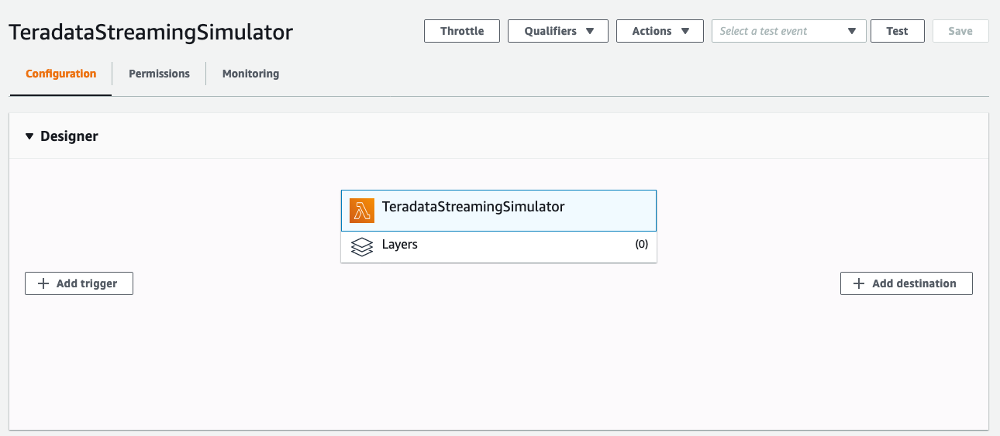 TeradataStreamingSimulator
Throttle
Qualifiers
Actions
Select a test event
Test
Save
Configuration
Permissions
Monitoring
Designer
TeradataStreamingSimulator
Layers (0)
Add trigger
Add destination